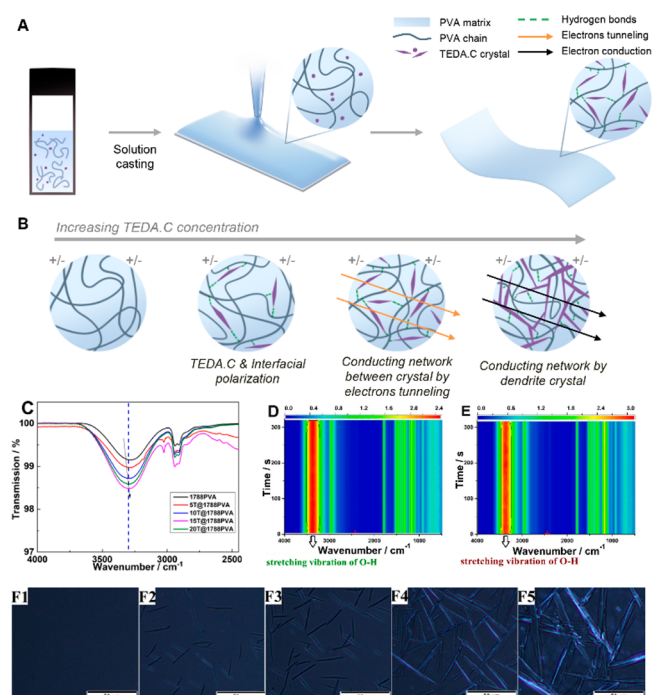 A
PVA matrix
PVA chain
TEDA.C crystal
Hydrogen bonds
Electrons tunneling
Electron conduction
Solution
casting
B
Increasing TEDA.C concentration
+/- +/- +/- +/- +/- +/- +/- +/-
TEDA.C & Interfacial
polarization
Conducting network
between crystal by
electrons tunneling
Conducting network by
dendrite crystal
C
Transmission / %
100
99
98
97
4000 3500 3000 2500
Wavenumber / cm-1
1788PVA
5T@1788PVA
10T@1788PVA
15T@1788PVA
20T@1788PVA
D
0.0 0.4 0.8 1.2 1.6 2.0 2.4
Time / s
300
200
100
0
4000 3000 2000 1000
Wavenumber / cm-1
stretching vibration of O-H
E
0.0 0.6 1.2 1.8 2.4 3.0
Time / s
300
200
100
0
4000 3000 2000 1000
Wavenumber / cm-1
stretching vibration of O-H
F1
F2
F3
F4
F5